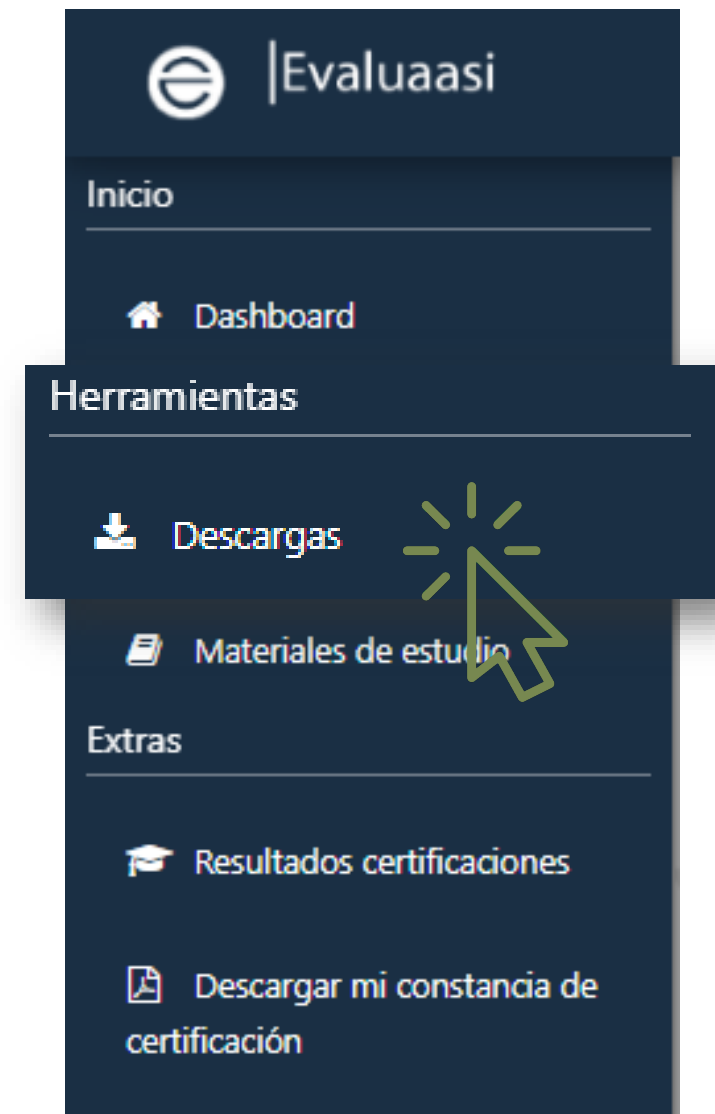 |Evaluaasi
Inicio
Dashboard
Herramientas
Descargas
Materiales de estudio
Extras
Resultados certificaciones
Descargar mi constancia de
certificación